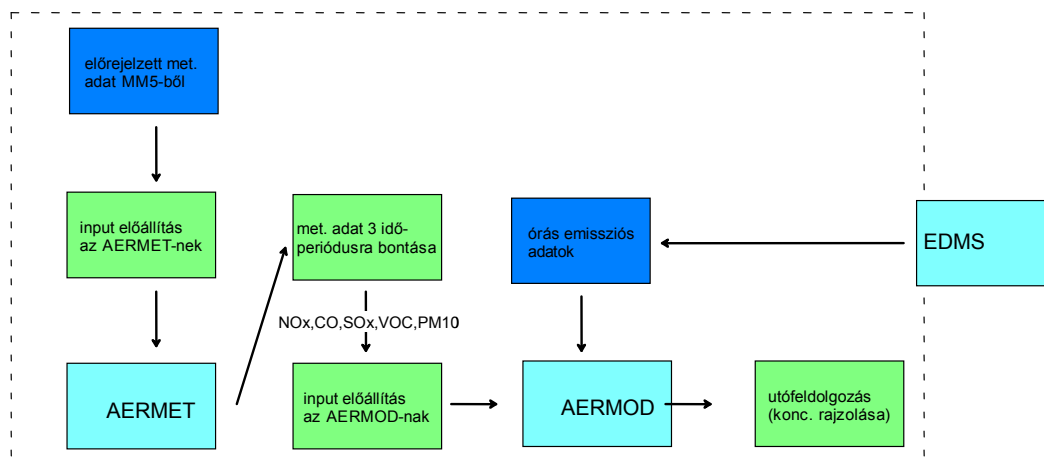 előrejelzett met.
adat MM5-ből
input előállítás
az AERMET-nek
met. adat 3 idő-
periódusra bontása
órás emissziós
adatok
EDMS
NOx,CO,SOx,VOC,PM10
AERMET
input előállítás
az AERMOD-nak
AERMOD
utófeldolgozás
(konc. rajzolása)